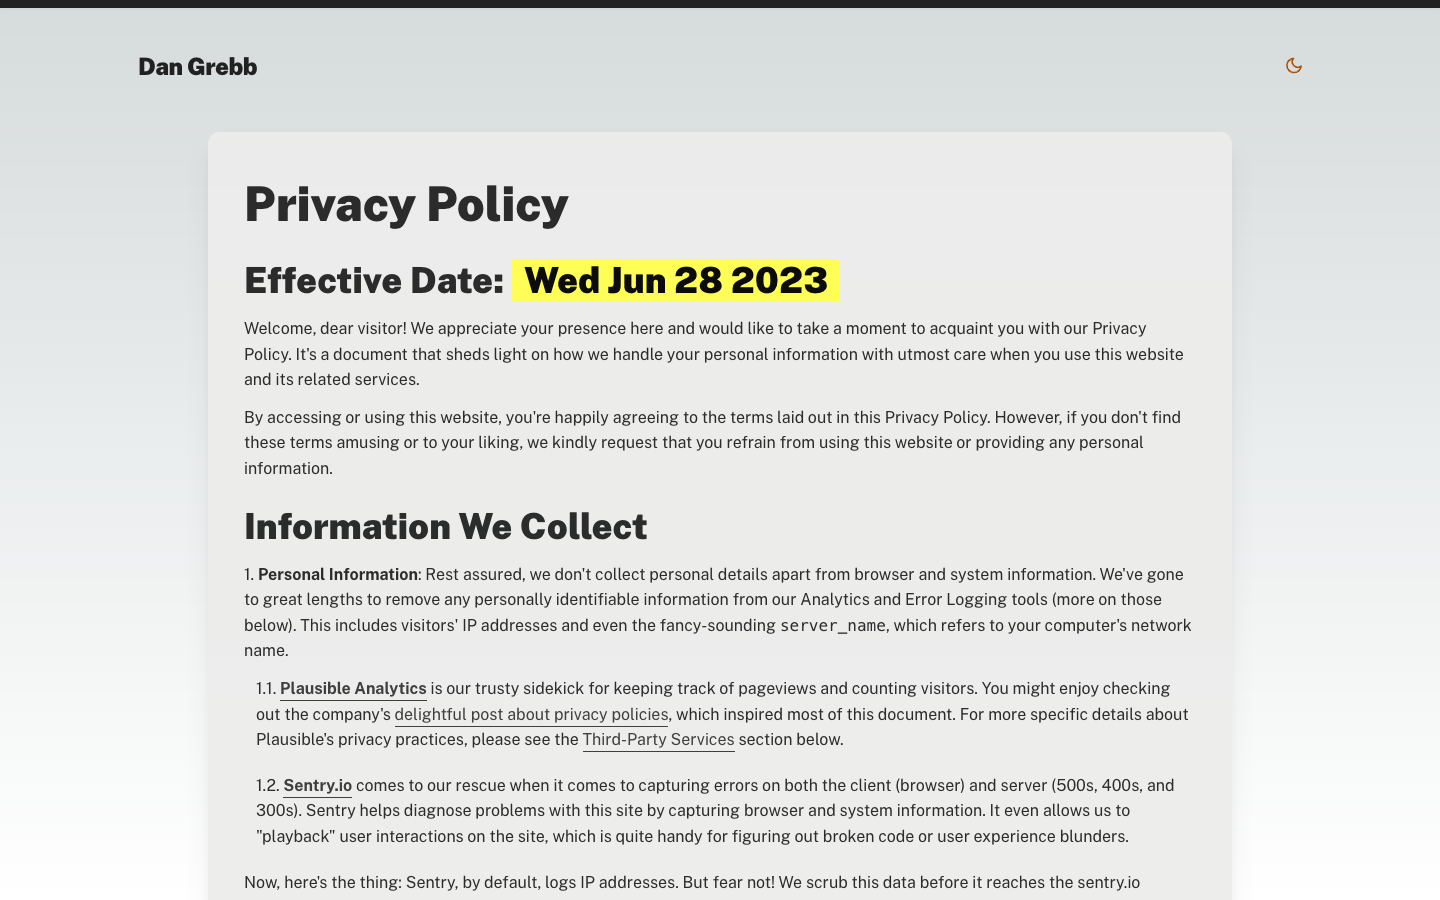 Dan Grebb
Privacy Policy
Effective Date: Wed Jun 28 2023
Welcome, dear visitor! We appreciate your presence here and would like to take a moment to acquaint you with our Privacy
Policy. It's a document that sheds light on how we handle your personal information with utmost care when you use this website
and its related services.
By accessing or using this website, you're happily agreeing to the terms laid out in this Privacy Policy. However, if you don't find
these terms amusing or to your liking, we kindly request that you refrain from using this website or providing any personal
information.
Information We Collect
1. Personal Information: Rest assured, we don't collect personal details apart from browser and system information. We've gone
to great lengths to remove any personally identifiable information from our Analytics and Error Logging tools (more on those
below). This includes visitors' IP addresses and even the fancy-sounding server_name, which refers to your computer's network
name.
1.1. Plausible Analytics is our trusty sidekick for keeping track of pageviews and counting visitors. You might enjoy checking
out the company's delightful post about privacy policies, which inspired most of this document. For more specific details about
Plausible's privacy practices, please see the Third-Party Services section below.
1.2. Sentry.io comes to our rescue when it comes to capturing errors on both the client (browser) and server (500s, 400s, and
300s). Sentry helps diagnose problems with this site by capturing browser and system information. It even allows us to
"playback" user interactions on the site, which is quite handy for figuring out broken code or user experience blunders.
Now, here's the thing: Sentry, by default, logs IP addresses. But fear not! We scrub this data before it reaches the sentry.io